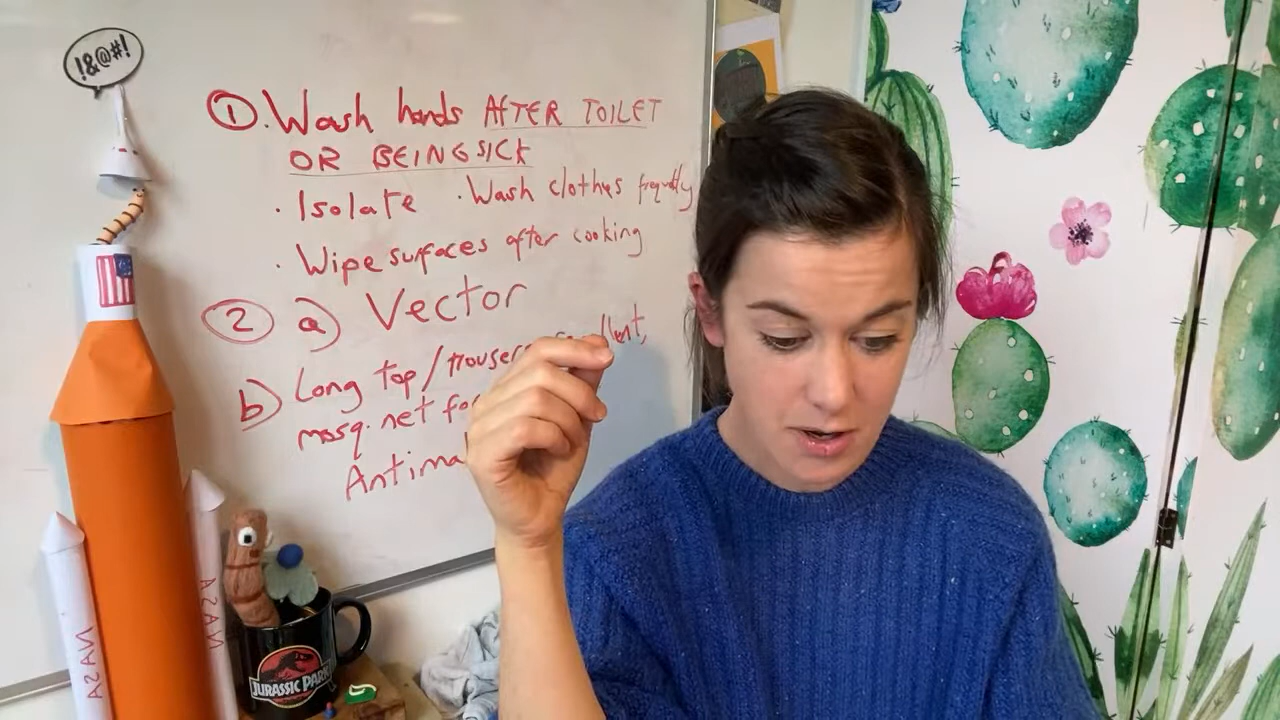 !&@#!
①. Wash hands AFTER TOILET
OR BEING SICK
· Isolate · Wash clothes frequently
· Wipe surfaces after cooking
② a) Vector
b) Long top/trousers
mosq. net
Antima
NASA
NASA
JURASSIC PARK